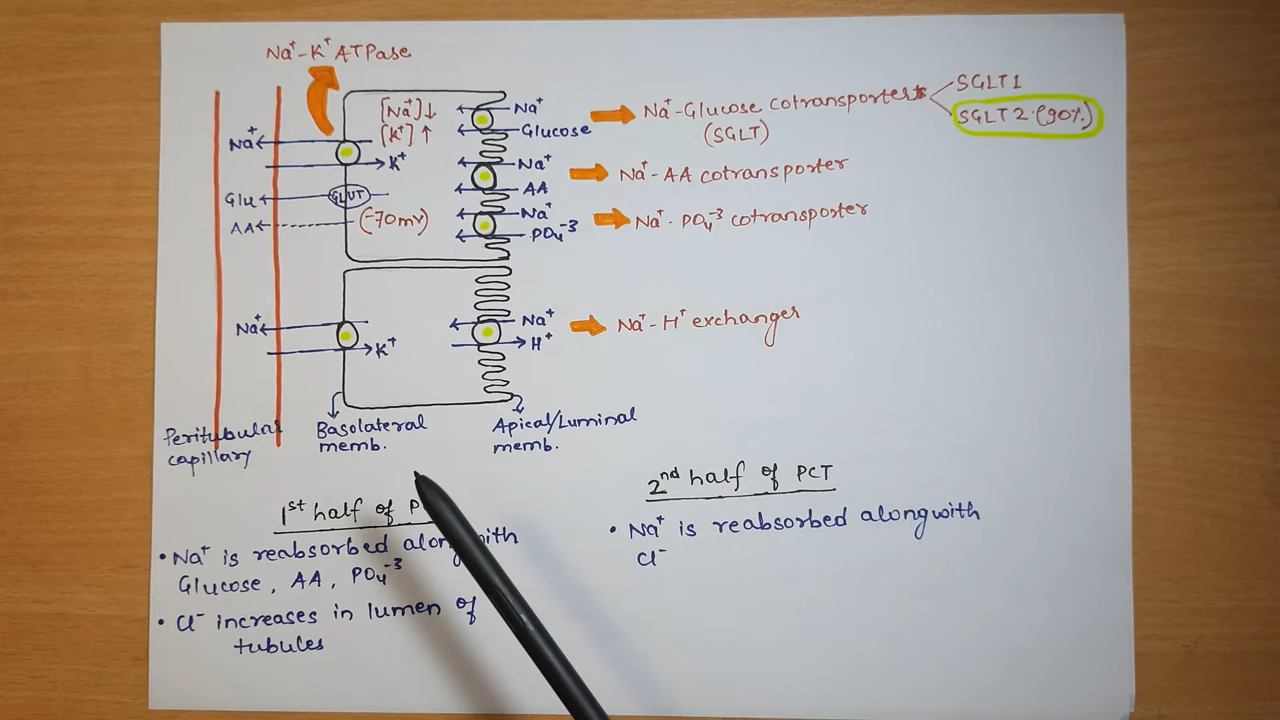 Na⁺-K⁺ ATPase
[Na⁺]↓
[K⁺]↑
Na⁺
K⁺
Glu
GLUT
AA
(-70mv)
Na⁺
Glucose
Na⁺
AA
Na⁺
PO₄⁻³
Na⁺-Glucose cotransporter
(SGLT)
SGLT1
SGLT2 (90%)
Na⁺-AA cotransporter
Na⁺-PO₄⁻³ cotransporter
Na⁺
K⁺
Na⁺
H⁺
Na⁺-H⁺ exchanger
Peritubular
capillary
Basolateral
memb.
Apical/Luminal
memb.
1st half of P
• Na⁺ is reabsorbed alongwith
Glucose, AA, PO₄⁻³
• Cl⁻ increases in lumen of
tubules
2nd half of PCT
• Na⁺ is reabsorbed alongwith
Cl⁻